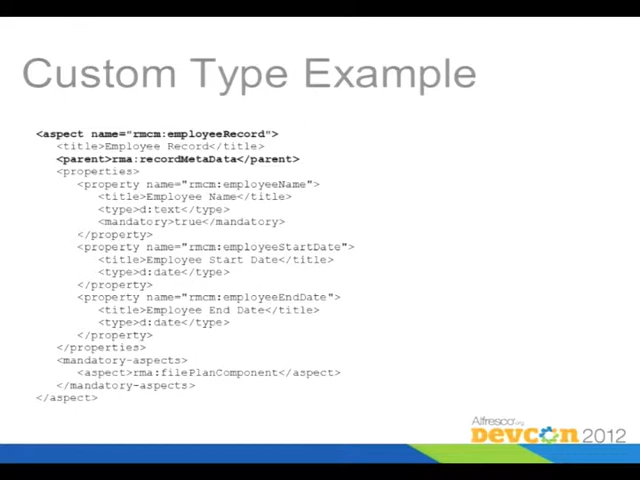 Custom Type Example
<aspect name="rmcm:employeeRecord">
<title>Employee Record</title>
<parent>rma:recordMetaData</parent>
<properties>
<property name="rmcm:employeeName">
<title>Employee Name</title>
<type>d:text</type>
<mandatory>true</mandatory>
</property>
<property name="rmcm:employeeStartDate">
<title>Employee Start Date</title>
<type>d:date</type>
</property>
<property name="rmcm:employeeEndDate">
<title>Employee End Date</title>
<type>d:date</type>
</property>
</properties>
<mandatory-aspects>
<aspect>rma:filePlanComponent</aspect>
</mandatory-aspects>
</aspect>
Alfresco.org
Devcon 2012